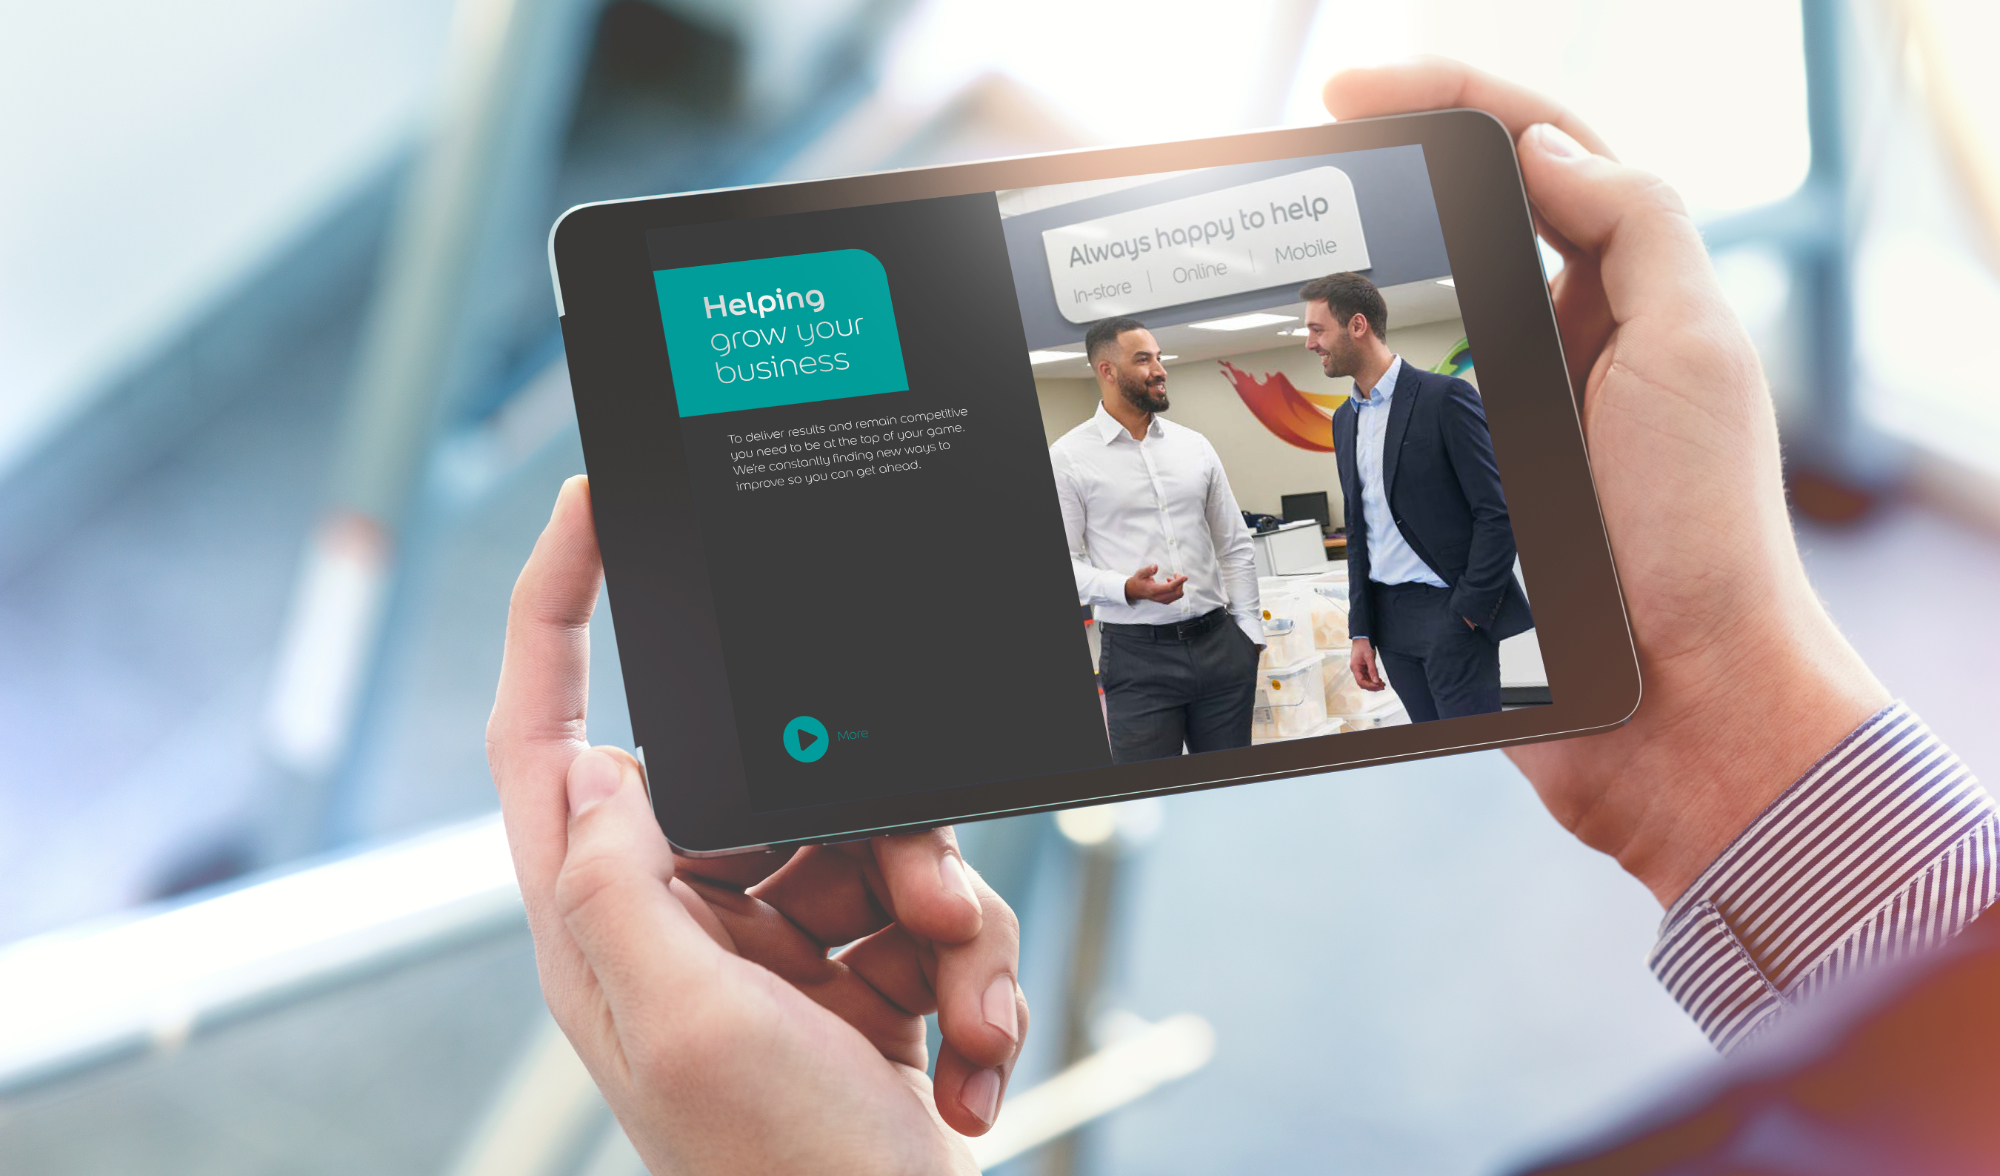 Helping
grow your
business
To deliver results and remain competitive
you need to be at the top of your game.
We're constantly finding new ways to
improve so you can get ahead.
More
Always happy to help
In-store | Online | Mobile